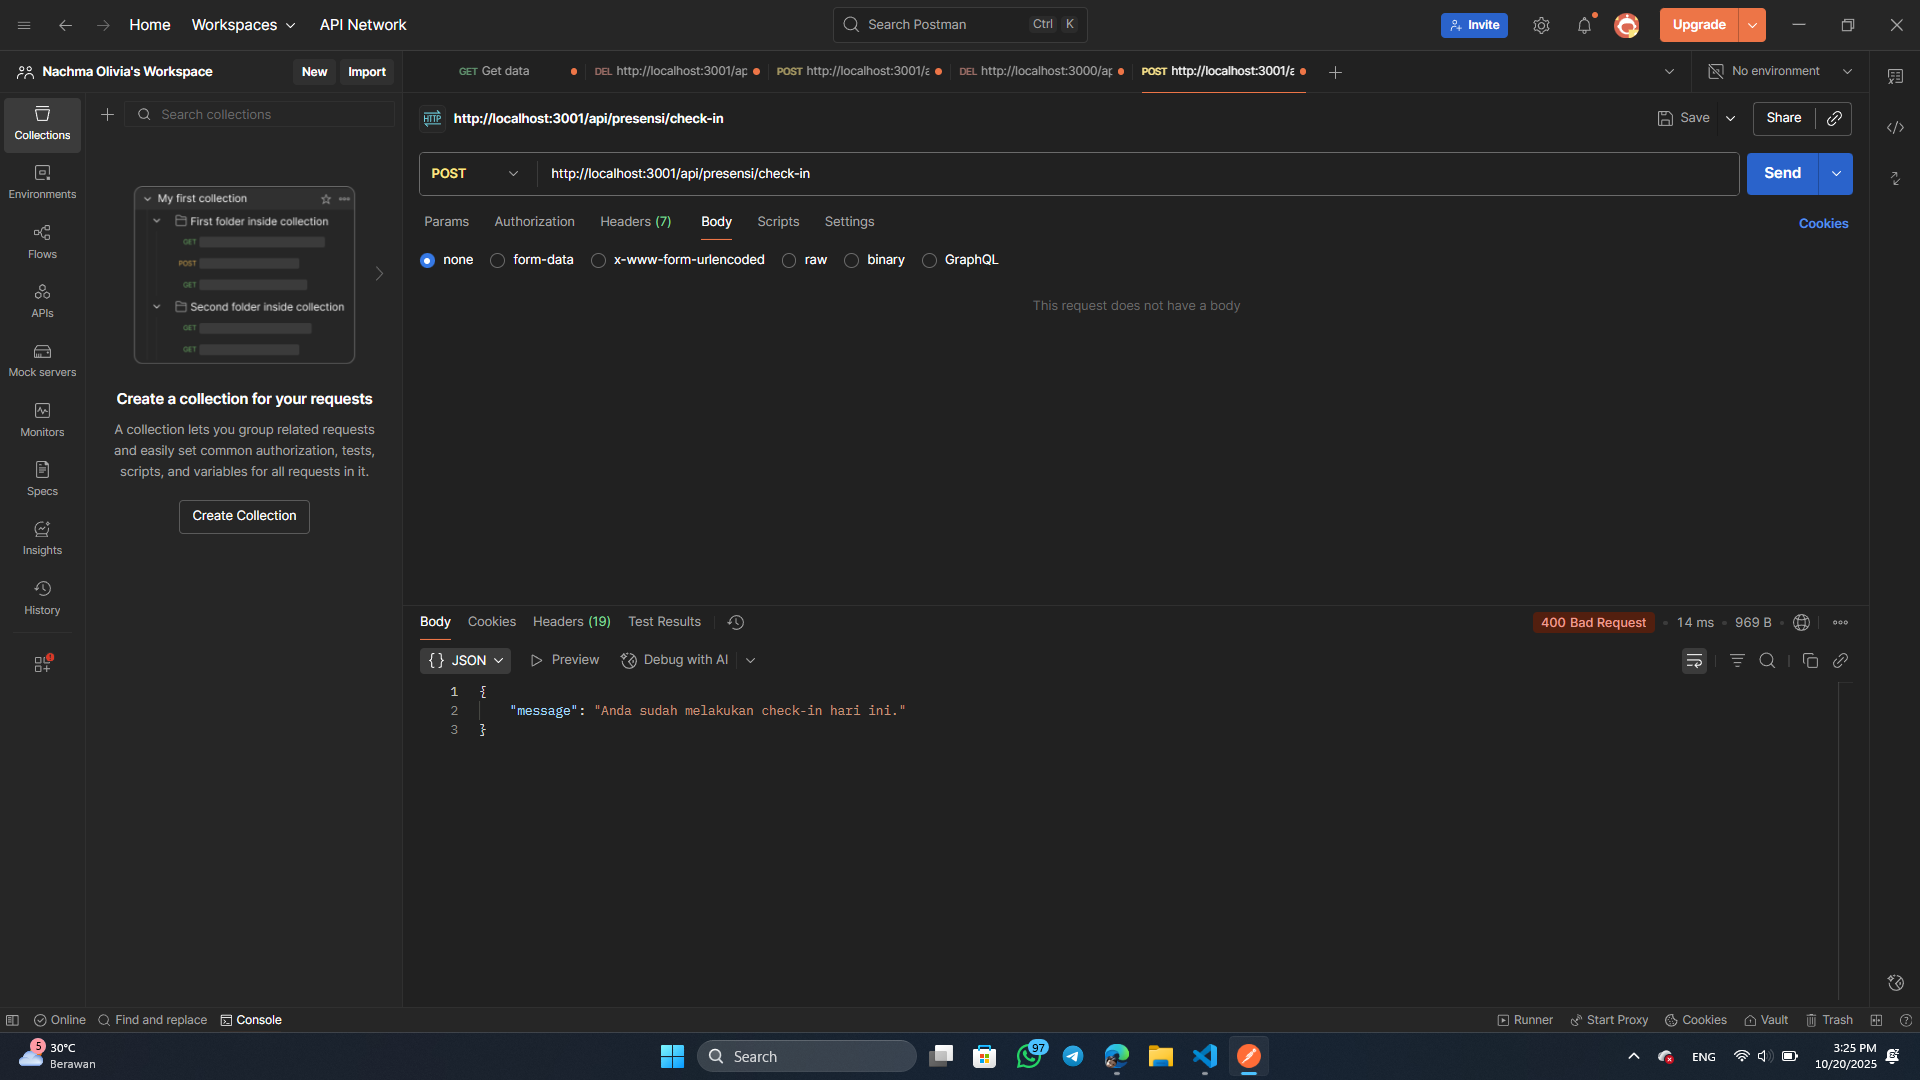 Home Workspaces API Network Search Postman Ctrl K Invite Upgrade
Nachma Olivia's Workspace New Import
GET Get data DEL http://localhost:3001/ap POST http://localhost:3001/a DEL http://localhost:3000/ap POST http://localhost:3001/a No environment
Collections
Environments
Flows
APIs
Mock servers
Monitors
Specs
Insights
History
Search collections
My first collection
First folder inside collection
GET
POST
GET
Second folder inside collection
GET
GET
Create a collection for your requests
A collection lets you group related requests
and easily set common authorization, tests,
scripts, and variables for all requests in it.
Create Collection
HTTP http://localhost:3001/api/presensi/check-in Save Share
POST http://localhost:3001/api/presensi/check-in Send
Params Authorization Headers (7) Body Scripts Settings Cookies
none form-data x-www-form-urlencoded raw binary GraphQL
This request does not have a body
Body Cookies Headers (19) Test Results 400 Bad Request 14 ms 969 B
{} JSON Preview Debug with AI
1 {
2 "message": "Anda sudah melakukan check-in hari ini."
3 }
Online Find and replace Console Runner Start Proxy Cookies Vault Trash
5 30°C
Berawan
Search 97 ENG
3:25 PM
10/20/2025